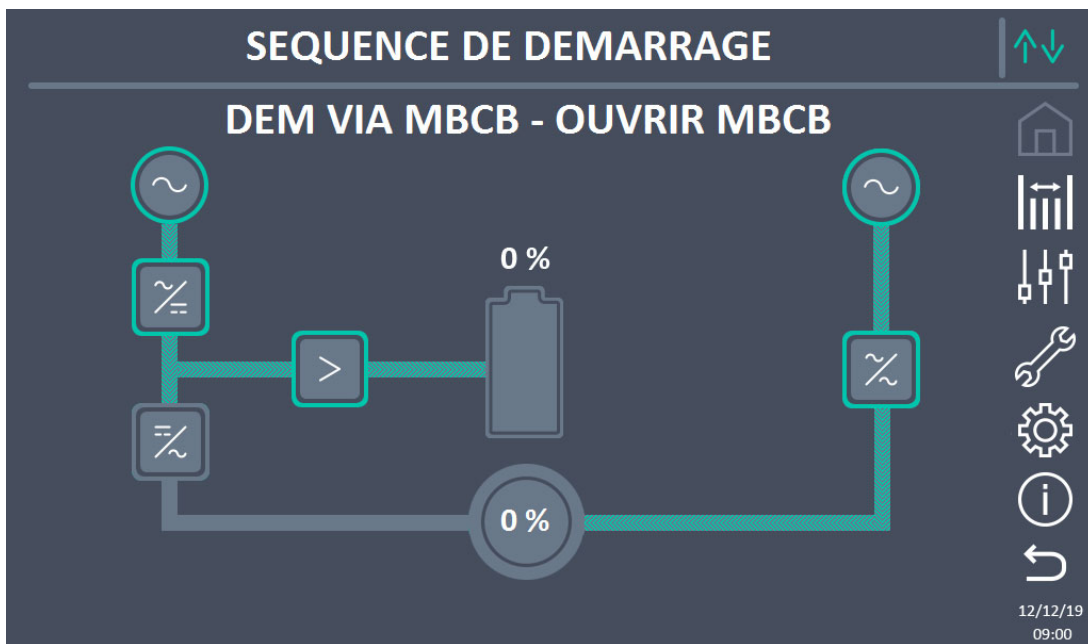 SEQUENCE DE DEMARRAGE
DEM VIA MBCB - OUVRIR MBCB
0 %
0 %
12/12/19
09:00